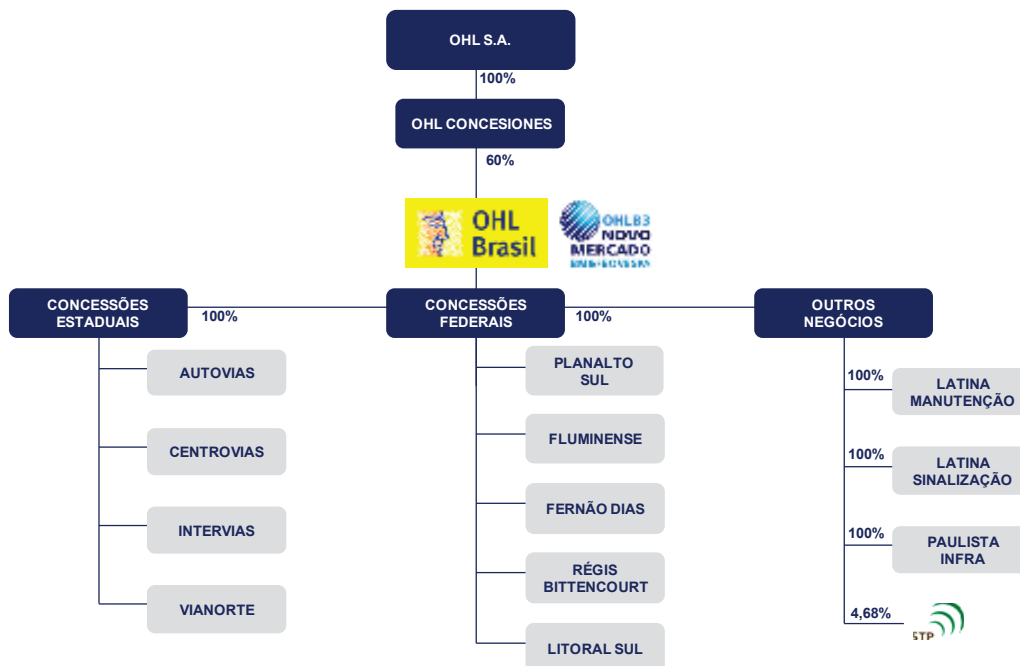 OHL S.A.
100%
OHL CONCESIONES
60%
OHL
Brasil
OHLB3
NOVO
MERCADO
BM&FBOVESPA
CONCESSÕES
ESTADUAIS
100%
CONCESSÕES
FEDERAIS
100%
OUTROS
NEGÓCIOS
AUTOVIAS
CENTROVIAS
INTERVIAS
VIANORTE
PLANALTO
SUL
FLUMINENSE
FERNÃO DIAS
RÉGIS
BITTENCOURT
LITORAL SUL
100%
LATINA
MANUTENÇÃO
100%
LATINA
SINALIZAÇÃO
100%
PAULISTA
INFRA
4,68%
STP